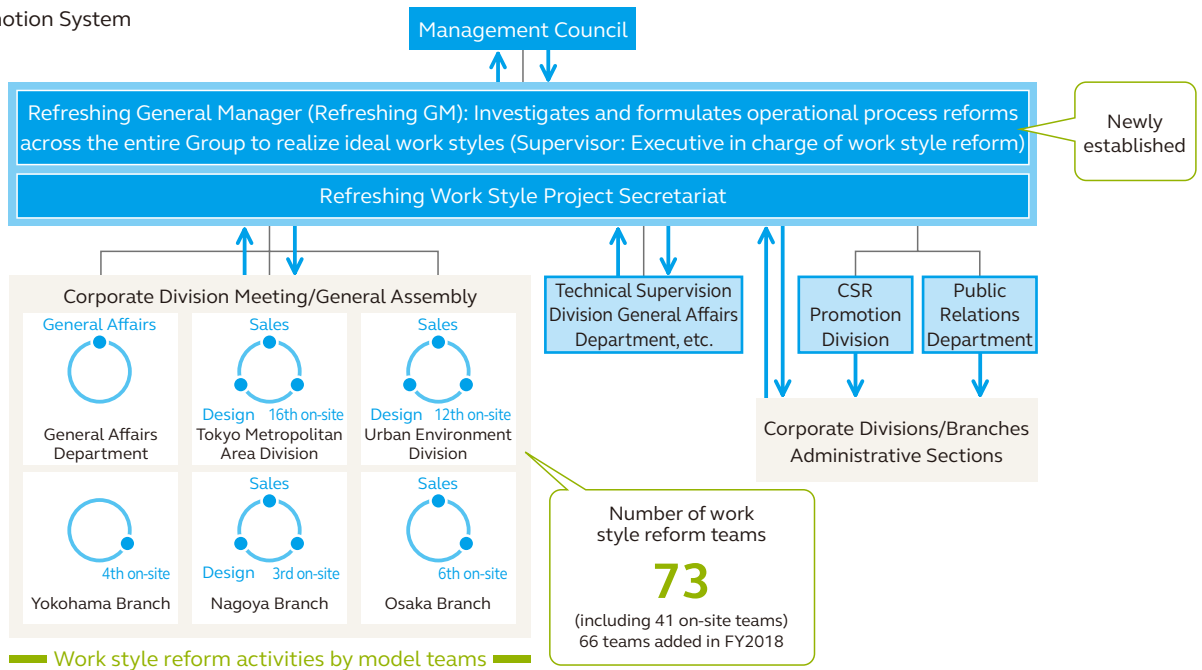 notion System
Management Council
Refreshing General Manager (Refreshing GM): Investigates and formulates operational process reforms
across the entire Group to realize ideal work styles (Supervisor: Executive in charge of work style reform)
Newly
established
Refreshing Work Style Project Secretariat
Corporate Division Meeting/General Assembly
General Affairs
General Affairs
Department
Sales
Design 16th on-site
Tokyo Metropolitan
Area Division
Sales
Design 12th on-site
Urban Environment
Division
4th on-site
Yokohama Branch
Sales
Design 3rd on-site
Nagoya Branch
Sales
6th on-site
Osaka Branch
Technical Supervision
Division General Affairs
Department, etc.
CSR
Promotion
Division
Public
Relations
Department
Corporate Divisions/Branches
Administrative Sections
Number of work
style reform teams
73
(including 41 on-site teams)
66 teams added in FY2018
Work style reform activities by model teams